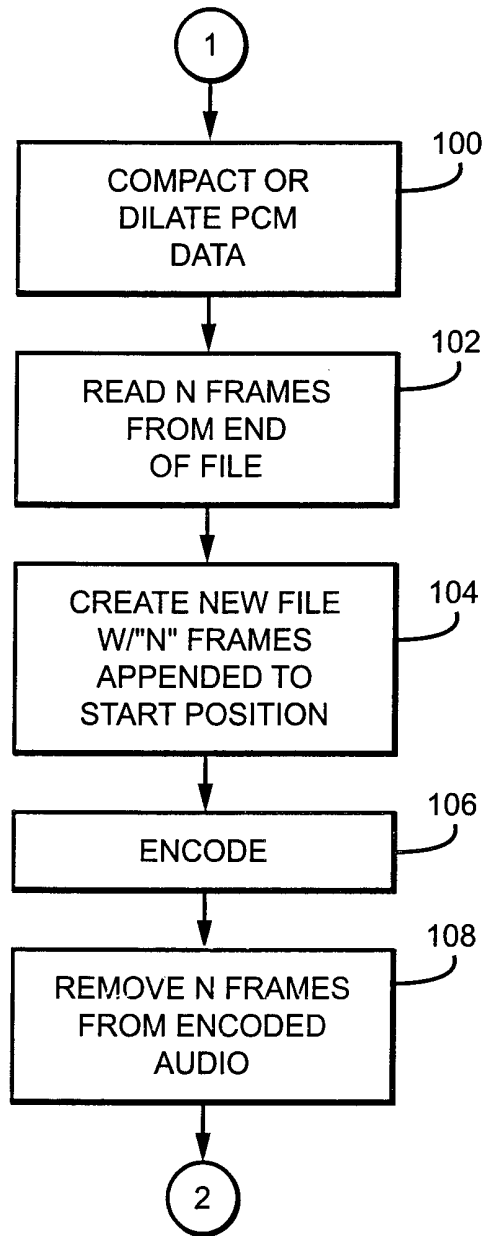 1
100
COMPACT OR
DILATE PCM
DATA
102
READ N FRAMES
FROM END
OF FILE
104
CREATE NEW FILE
W/"N" FRAMES
APPENDED TO
START POSITION
106
ENCODE
108
REMOVE N FRAMES
FROM ENCODED
AUDIO
2